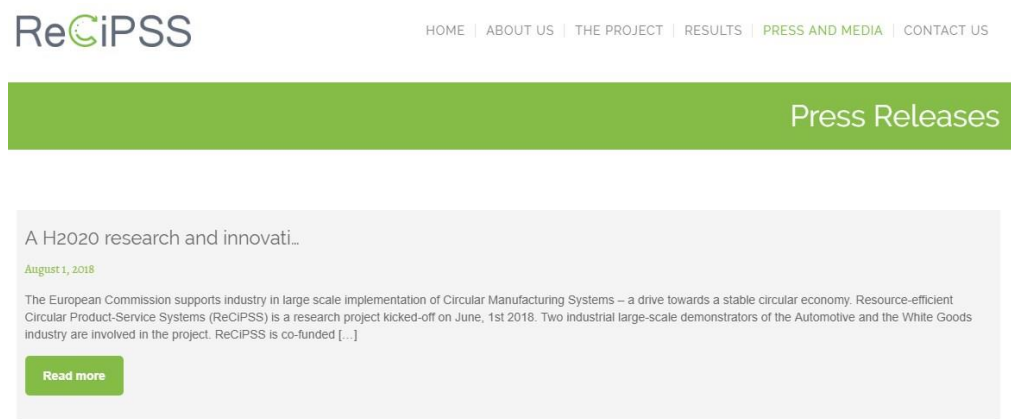 ReCiPSS
HOME | ABOUT US | THE PROJECT | RESULTS | PRESS AND MEDIA | CONTACT US
Press Releases
A H2020 research and innovati...
August 1, 2018
The European Commission supports industry in large scale implementation of Circular Manufacturing Systems – a drive towards a stable circular economy. Resource-efficient
Circular Product-Service Systems (ReCiPSS) is a research project kicked-off on June, 1st 2018. Two industrial large-scale demonstrators of the Automotive and the White Goods
industry are involved in the project. ReCiPSS is co-funded […]
Read more